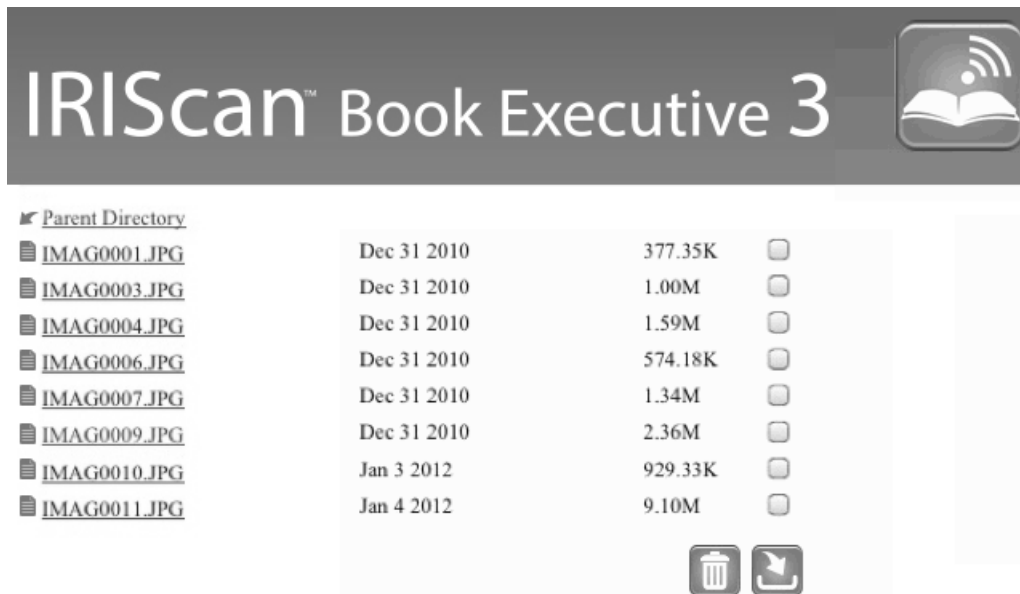 IRIScan™ Book Executive 3
Parent Directory
IMAG0001.JPG Dec 31 2010 377.35K
IMAG0003.JPG Dec 31 2010 1.00M
IMAG0004.JPG Dec 31 2010 1.59M
IMAG0006.JPG Dec 31 2010 574.18K
IMAG0007.JPG Dec 31 2010 1.34M
IMAG0009.JPG Dec 31 2010 2.36M
IMAG0010.JPG Jan 3 2012 929.33K
IMAG0011.JPG Jan 4 2012 9.10M